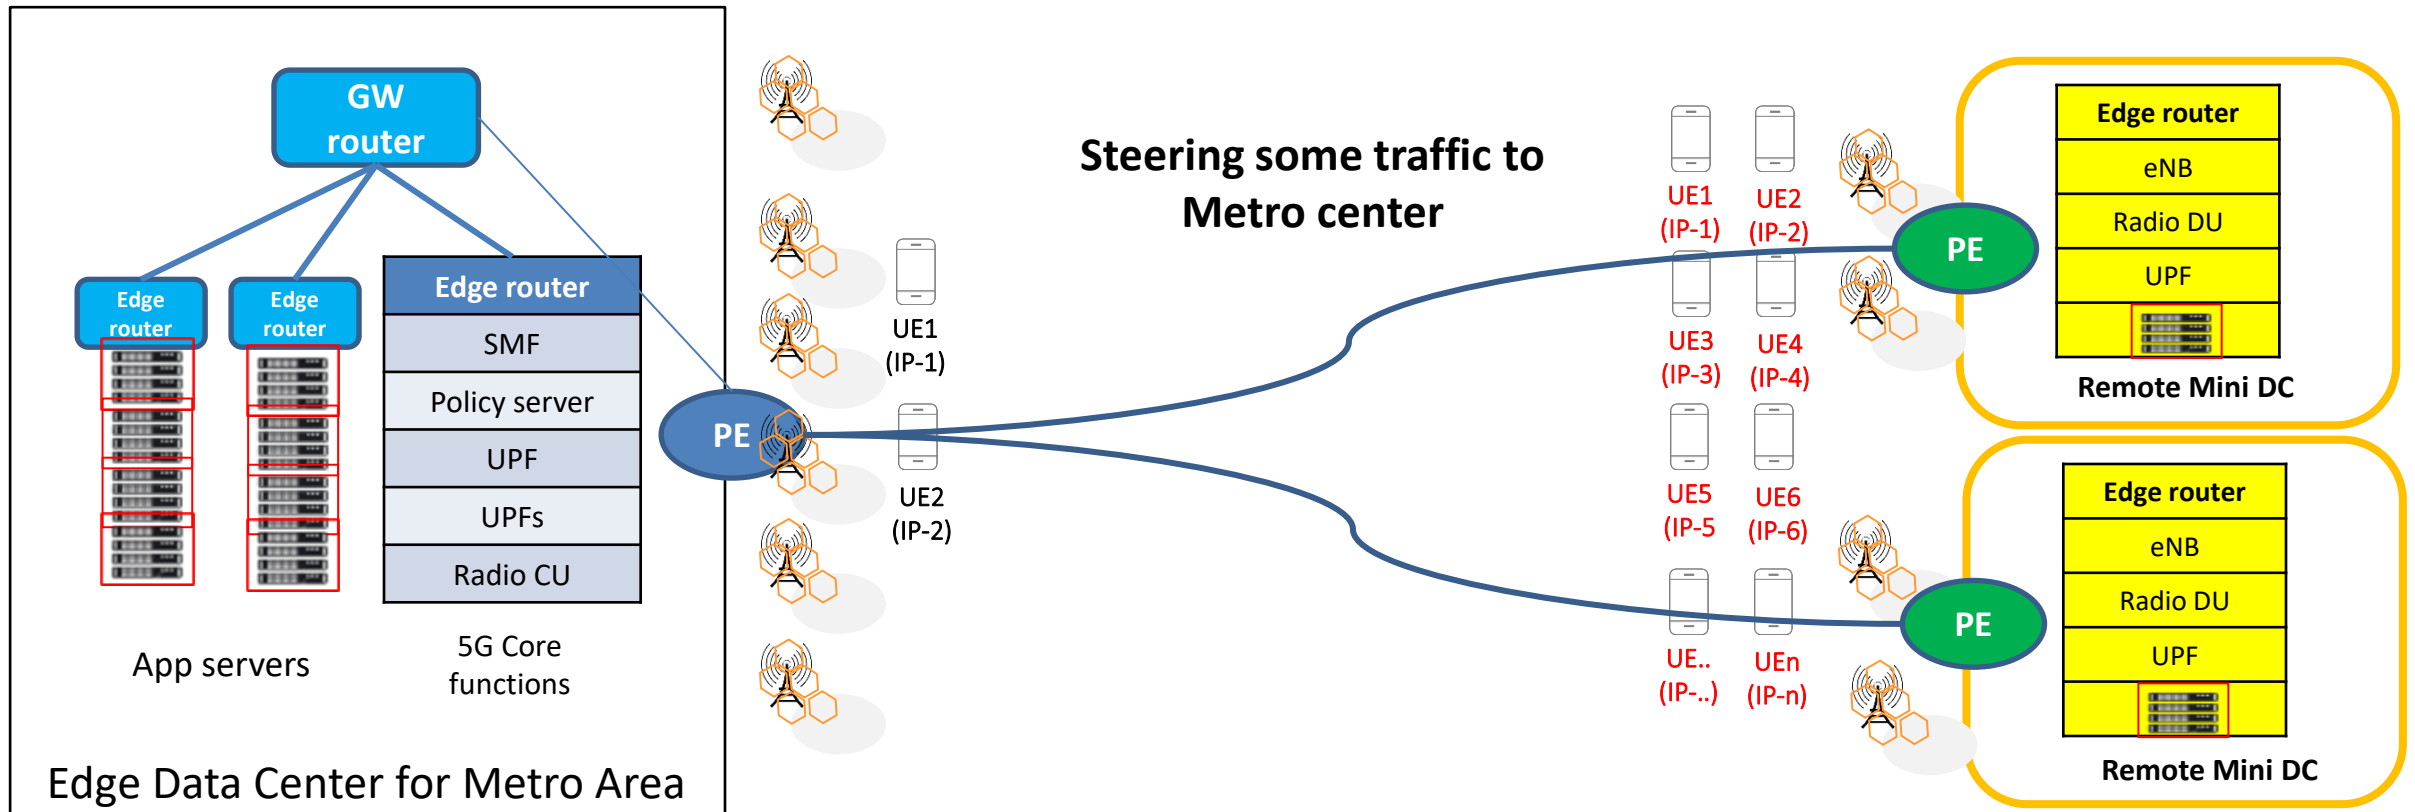 GW
router
Edge
router
Edge
router
App servers
Edge router
SMF
Policy server
UPF
UPFs
Radio CU
5G Core
functions
Edge Data Center for Metro Area
PE
UE1
(IP-1)
UE2
(IP-2)
Steering some traffic to
Metro center
UE1
(IP-1)
UE2
(IP-2)
UE3
(IP-3)
UE4
(IP-4)
UE5
(IP-5
UE6
(IP-6)
UE..
(IP-..)
UEn
(IP-n)
PE
Edge router
eNB
Radio DU
UPF
Remote Mini DC
PE
Edge router
eNB
Radio DU
UPF
Remote Mini DC